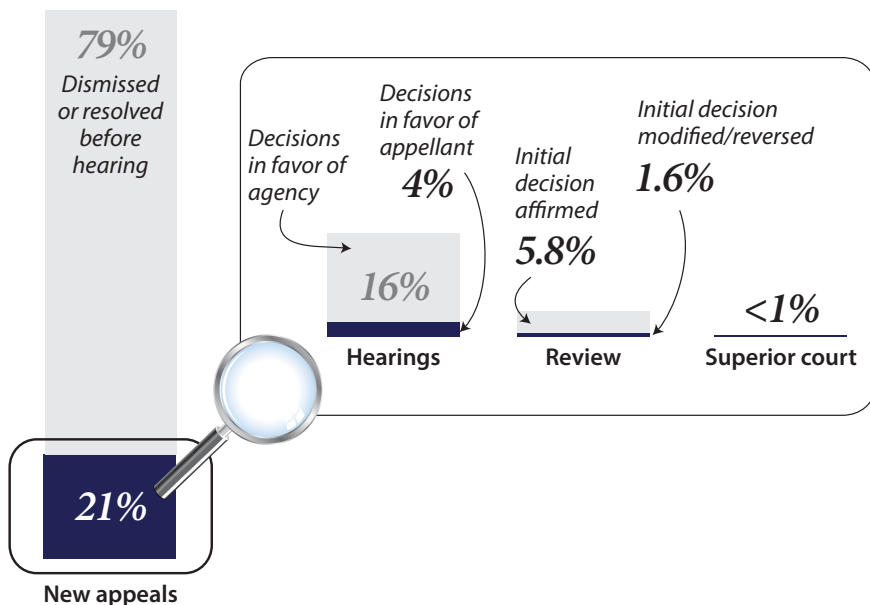 79%
Dismissed
or resolved
before
hearing
21%
New appeals
Decisions
in favor of
agency
16%
Decisions
in favor of
appellant
4%
Hearings
Initial
decision
affirmed
5.8%
Initial decision
modified/reversed
1.6%
Review
<1%
Superior court